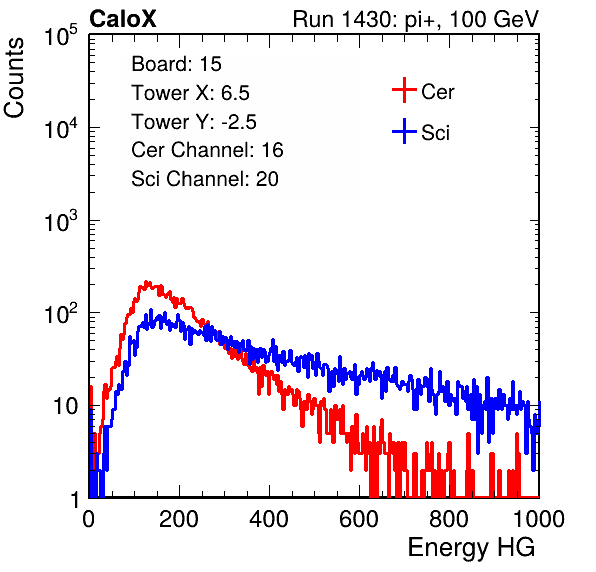 CaloX Run 1430: pi+, 100 GeV
Counts
Board: 15
Tower X: 6.5
Tower Y: -2.5
Cer Channel: 16
Sci Channel: 20
Cer
Sci
10^5
10^4
10^3
10^2
10
1
0 200 400 600 800 1000
Energy HG